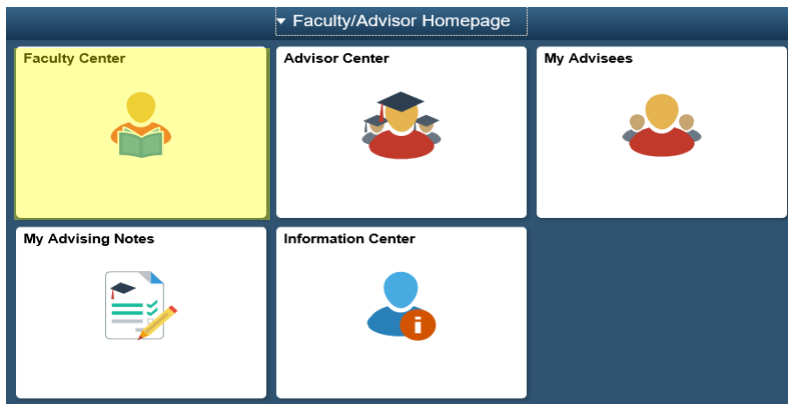 Faculty/Advisor Homepage
Faculty Center
Advisor Center
My Advisees
My Advising Notes
Information Center
i